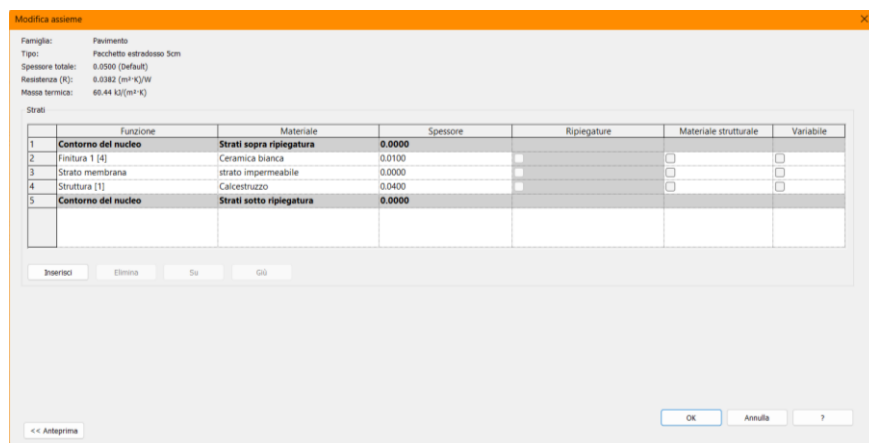 Modifica assieme
Famiglia: Pavimento
Tipo: Pacchetto estradosso 5cm
Spessore totale: 0.0500 (Default)
Resistenza (R): 0.0382 (m²·K)/W
Massa termica: 60.44 kJ/(m²·K)
Strati
Funzione Materiale Spessore Ripiegature Materiale strutturale Variabile
1 Contorno del nucleo Strati sopra ripiegatura 0.0000
2 Finitura 1 [4] Ceramica bianca 0.0100
3 Strato membrana strato impermeabile 0.0000
4 Struttura [1] Calcestruzzo 0.0400
5 Contorno del nucleo Strati sotto ripiegatura 0.0000
Inserisci Elimina Su Giù
OK Annulla ?
<< Anteprima